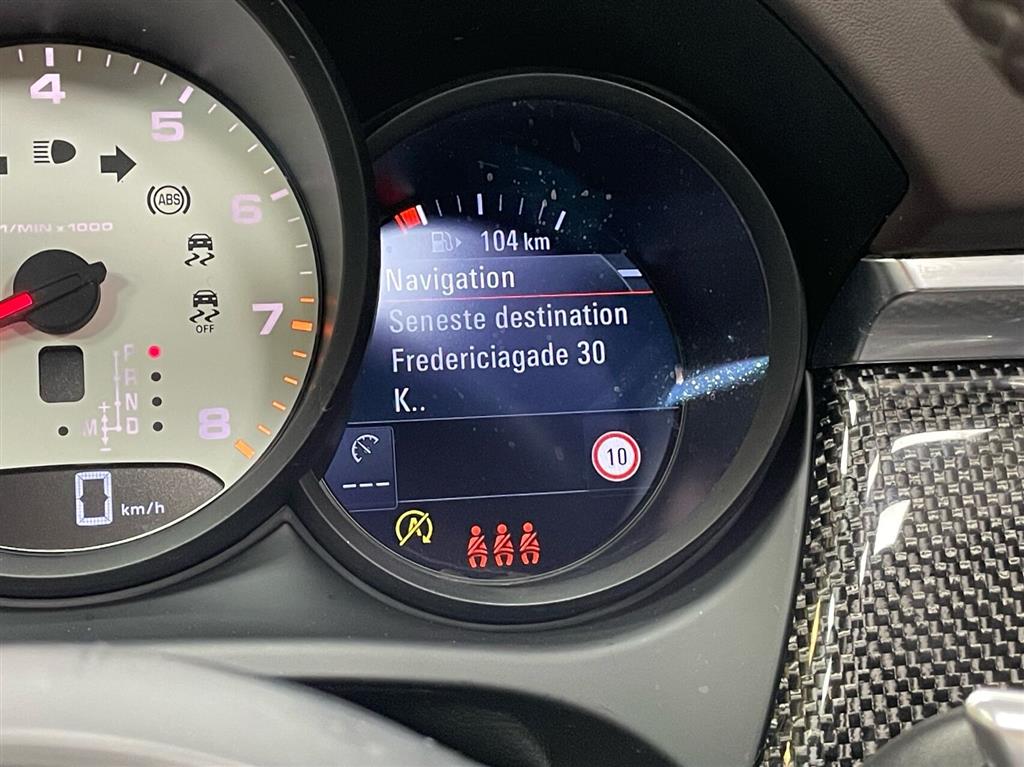 4
5
6
7
8
ABS
1/MIN x 1000
OFF
P
R
N
D
M
+
-
0 km/h
104 km
Navigation
Seneste destination
Fredericiagade 30
K..
10
---
A